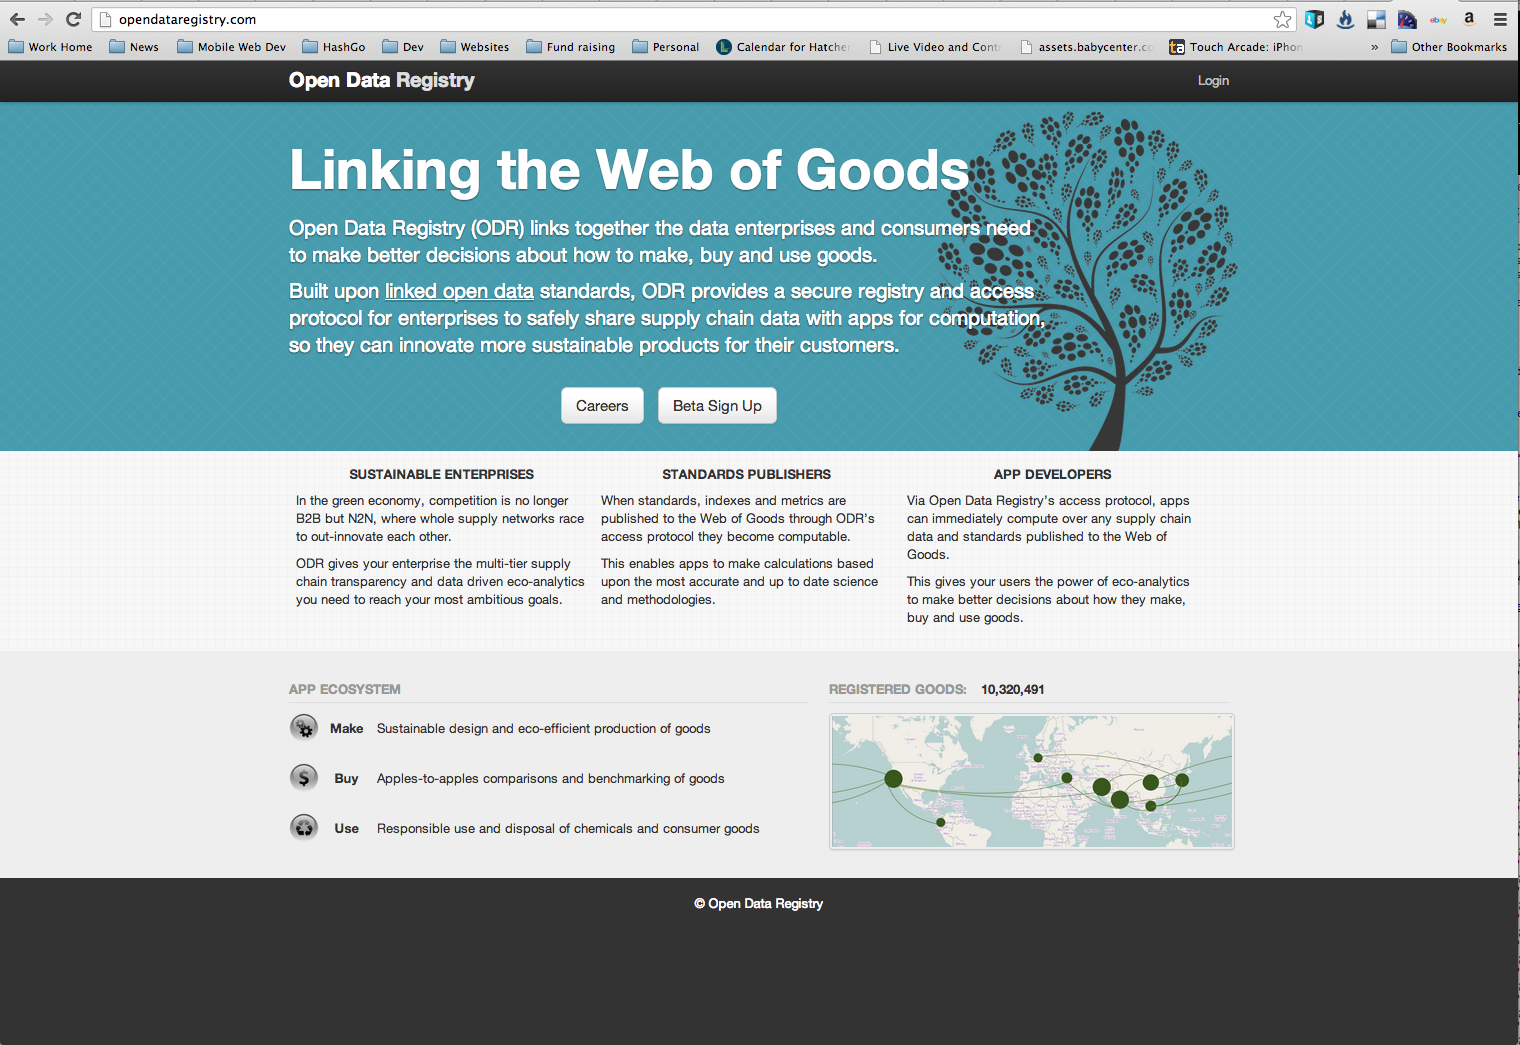 opendataregistry.com
Work Home News Mobile Web Dev HashGo Dev Websites Fund raising Personal Calendar for Hatcher Live Video and Cont assets.babycenter.co Touch Arcade: iPhon » Other Bookmarks
Open Data Registry
Login
Linking the Web of Goods
Open Data Registry (ODR) links together the data enterprises and consumers need
to make better decisions about how to make, buy and use goods.
Built upon linked open data standards, ODR provides a secure registry and access
protocol for enterprises to safely share supply chain data with apps for computation,
so they can innovate more sustainable products for their customers.
Careers
Beta Sign Up
SUSTAINABLE ENTERPRISES
In the green economy, competition is no longer
B2B but N2N, where whole supply networks race
to out-innovate each other.
ODR gives your enterprise the multi-tier supply
chain transparency and data driven eco-analytics
you need to reach your most ambitious goals.
STANDARDS PUBLISHERS
When standards, indexes and metrics are
published to the Web of Goods through ODR's
access protocol they become computable.
This enables apps to make calculations based
upon the most accurate and up to date science
and methodologies.
APP DEVELOPERS
Via Open Data Registry's access protocol, apps
can immediately compute over any supply chain
data and standards published to the Web of
Goods.
This gives your users the power of eco-analytics
to make better decisions about how they make,
buy and use goods.
APP ECOSYSTEM
Make Sustainable design and eco-efficient production of goods
Buy Apples-to-apples comparisons and benchmarking of goods
Use Responsible use and disposal of chemicals and consumer goods
REGISTERED GOODS: 10,320,491
© Open Data Registry